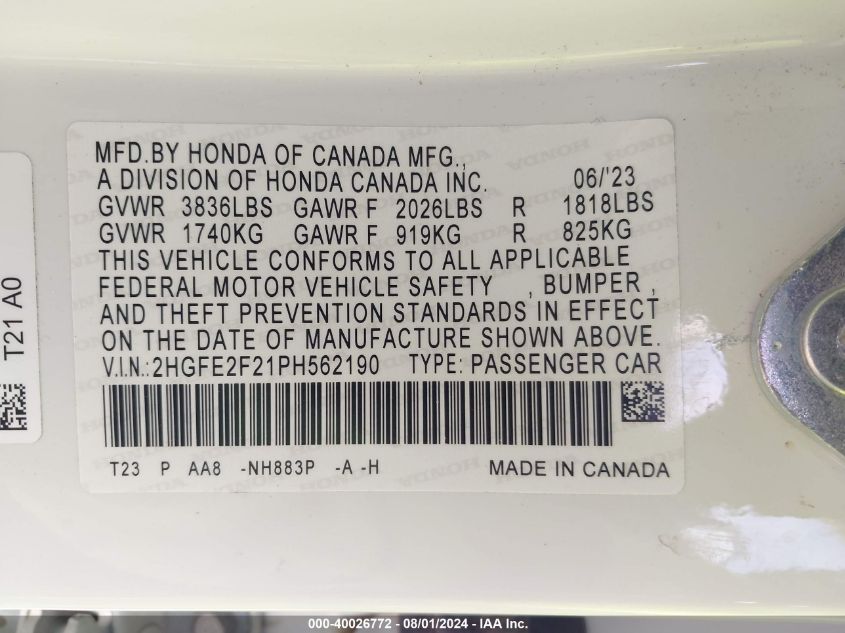 MFD.BY HONDA OF CANADA MFG.,
A DIVISION OF HONDA CANADA INC. 06/'23
GVWR 3836LBS GAWR F 2026LBS R 1818LBS
GVWR 1740KG GAWR F 919KG R 825KG
THIS VEHICLE CONFORMS TO ALL APPLICABLE
FEDERAL MOTOR VEHICLE SAFETY , BUMPER ,
AND THEFT PREVENTION STANDARDS IN EFFECT
ON THE DATE OF MANUFACTURE SHOWN ABOVE.
V.I.N.: 2HGFE2F21PH562190 TYPE: PASSENGER CAR
T23 P AA8 -NH883P -A -H MADE IN CANADA
T21 A0
000-40026772 - 08/01/2024 - IAA Inc.